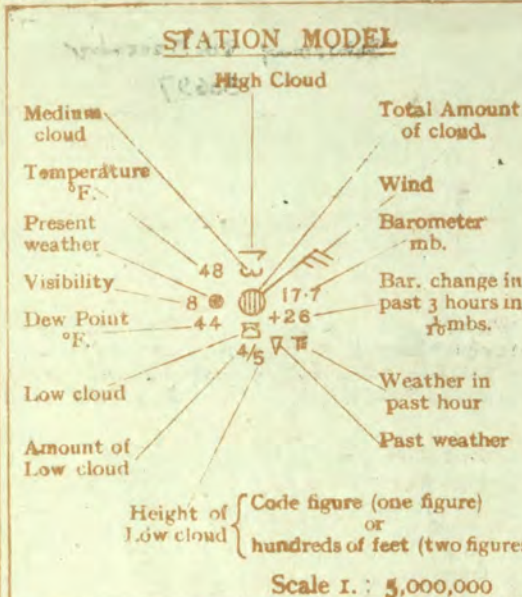 STATION MODEL
High Cloud
Medium
cloud
Total Amount
of cloud.
Temperature
°F.
Wind
Present
weather
Barometer
mb.
48
Visibility
8
17·7
Bar. change in
past 3 hours in
1/10 mbs.
Dew Point
°F.
44
+26
4/5
Low cloud
Weather in
past hour
Amount of
Low cloud
Past weather
Height of
Low cloud
Code figure (one figure)
or
hundreds of feet (two figures
Scale 1. : 5,000,000